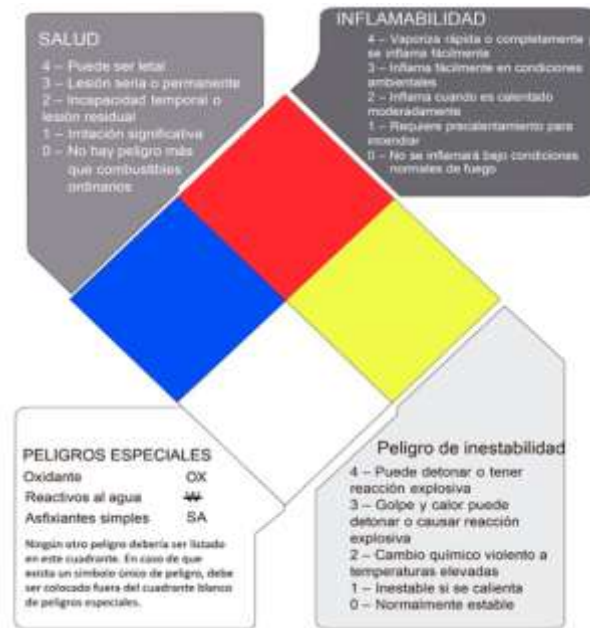 SALUD
4 – Puede ser letal
3 – Lesión seria o permanente
2 – Incapacidad temporal o
lesión residual
1 – Irritación significativa
0 – No hay peligro más
que combustibles
ordinarios
INFLAMABILIDAD
4 – Vaporiza rápida o completamente y
se inflama fácilmente
3 – Inflama fácilmente en condiciones
ambientales
2 – Inflama cuando es calentado
moderadamente
1 – Requiere precalentamiento para
incendiar
0 – No se inflamará bajo condiciones
normales de fuego
PELIGROS ESPECIALES
Oxidante OX
Reactivos al agua W
Asfixiantes simples SA
Ningún otro peligro debería ser listado
en este cuadrante. En caso de que
exista un símbolo único de peligro, debe
ser colocado fuera del cuadrante blanco
de peligros especiales.
Peligro de inestabilidad
4 – Puede detonar o tener
reacción explosiva
3 – Golpe y calor puede
detonar o causar reacción
explosiva
2 – Cambio químico violento a
temperaturas elevadas
1 – Inestable si se calienta
0 – Normalmente estable